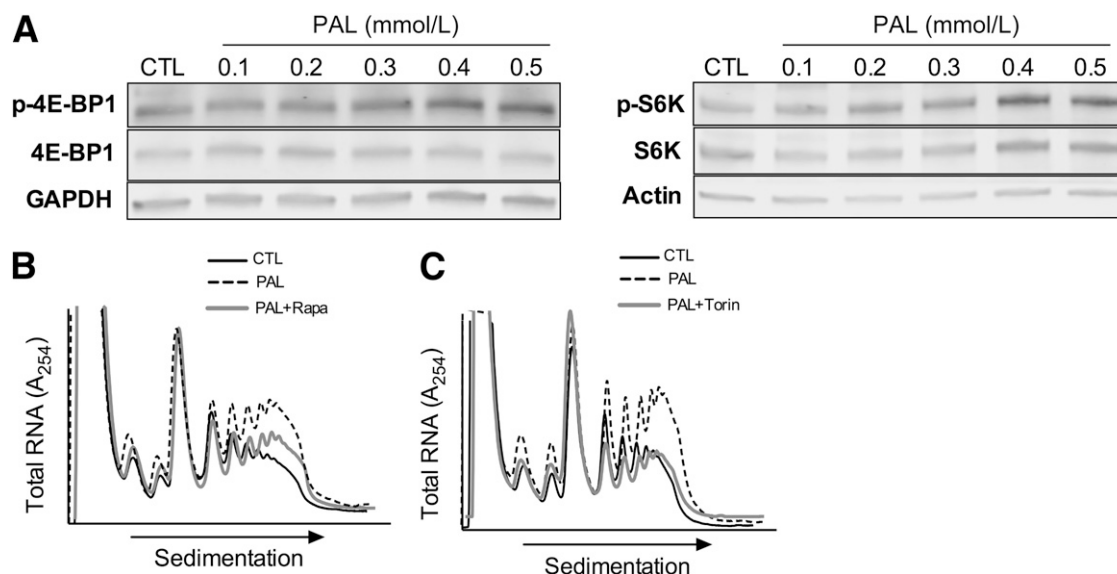 A
PAL (mmol/L)
CTL 0.1 0.2 0.3 0.4 0.5
p-4E-BP1
4E-BP1
GAPDH
PAL (mmol/L)
CTL 0.1 0.2 0.3 0.4 0.5
p-S6K
S6K
Actin
B
CTL
PAL
PAL+Rapa
Total RNA (A254)
Sedimentation
C
CTL
PAL
PAL+Torin
Total RNA (A254)
Sedimentation